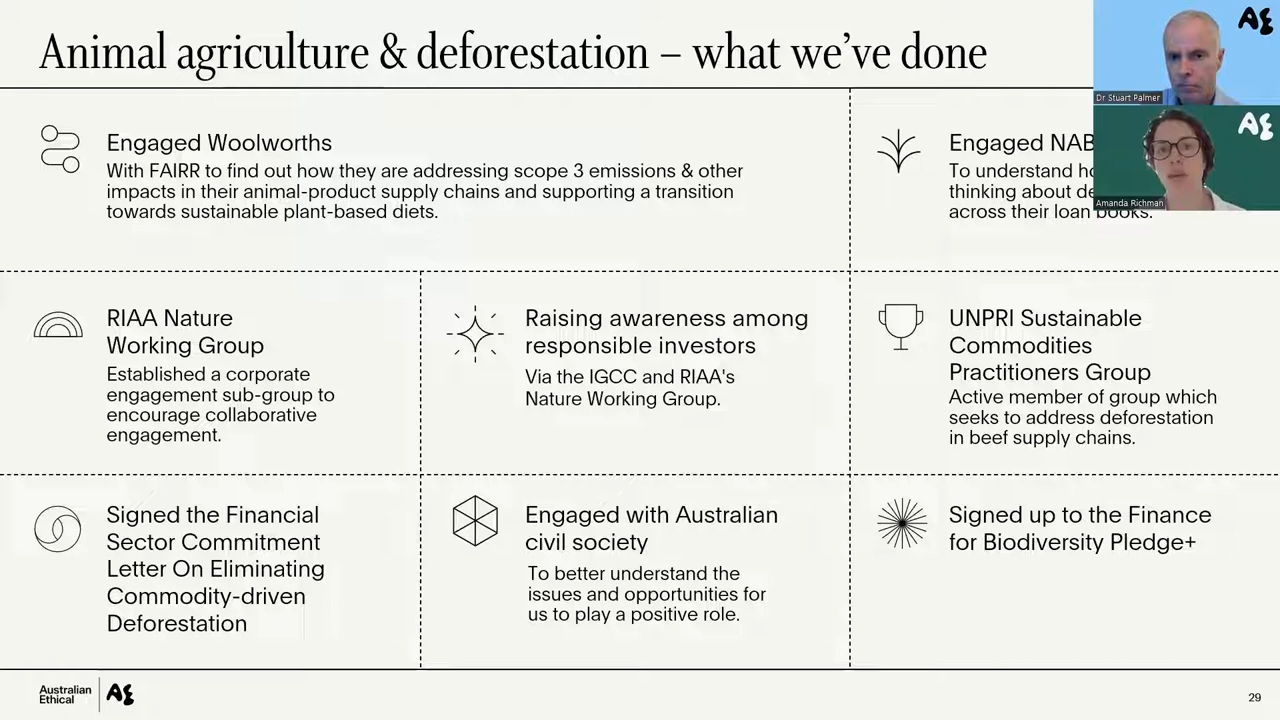 Animal agriculture & deforestation – what we've done
Engaged Woolworths
With FAIRR to find out how they are addressing scope 3 emissions & other
impacts in their animal-product supply chains and supporting a transition
towards sustainable plant-based diets.
Engaged NAB
To understand
thinking about
across their loan books.
Dr Stuart Palmer
Amanda Richman
RIAA Nature
Working Group
Established a corporate
engagement sub-group to
encourage collaborative
engagement.
Raising awareness among
responsible investors
Via the IGCC and RIAA's
Nature Working Group.
UNPRI Sustainable
Commodities
Practitioners Group
Active member of group which
seeks to address deforestation
in beef supply chains.
Signed the Financial
Sector Commitment
Letter On Eliminating
Commodity-driven
Deforestation
Engaged with Australian
civil society
To better understand the
issues and opportunities for
us to play a positive role.
Signed up to the Finance
for Biodiversity Pledge+
Australian
Ethical
AE
29